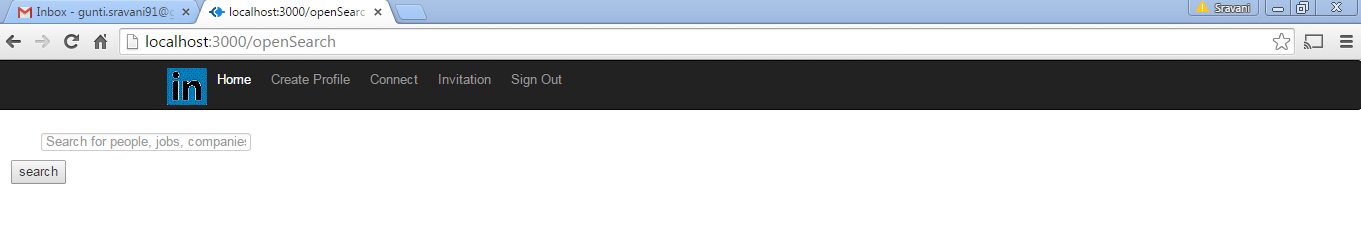 Inbox - gunti.sravani91@g
localhost:3000/openSearc
Sravani
localhost:3000/openSearch
in Home Create Profile Connect Invitation Sign Out
Search for people, jobs, companies
search